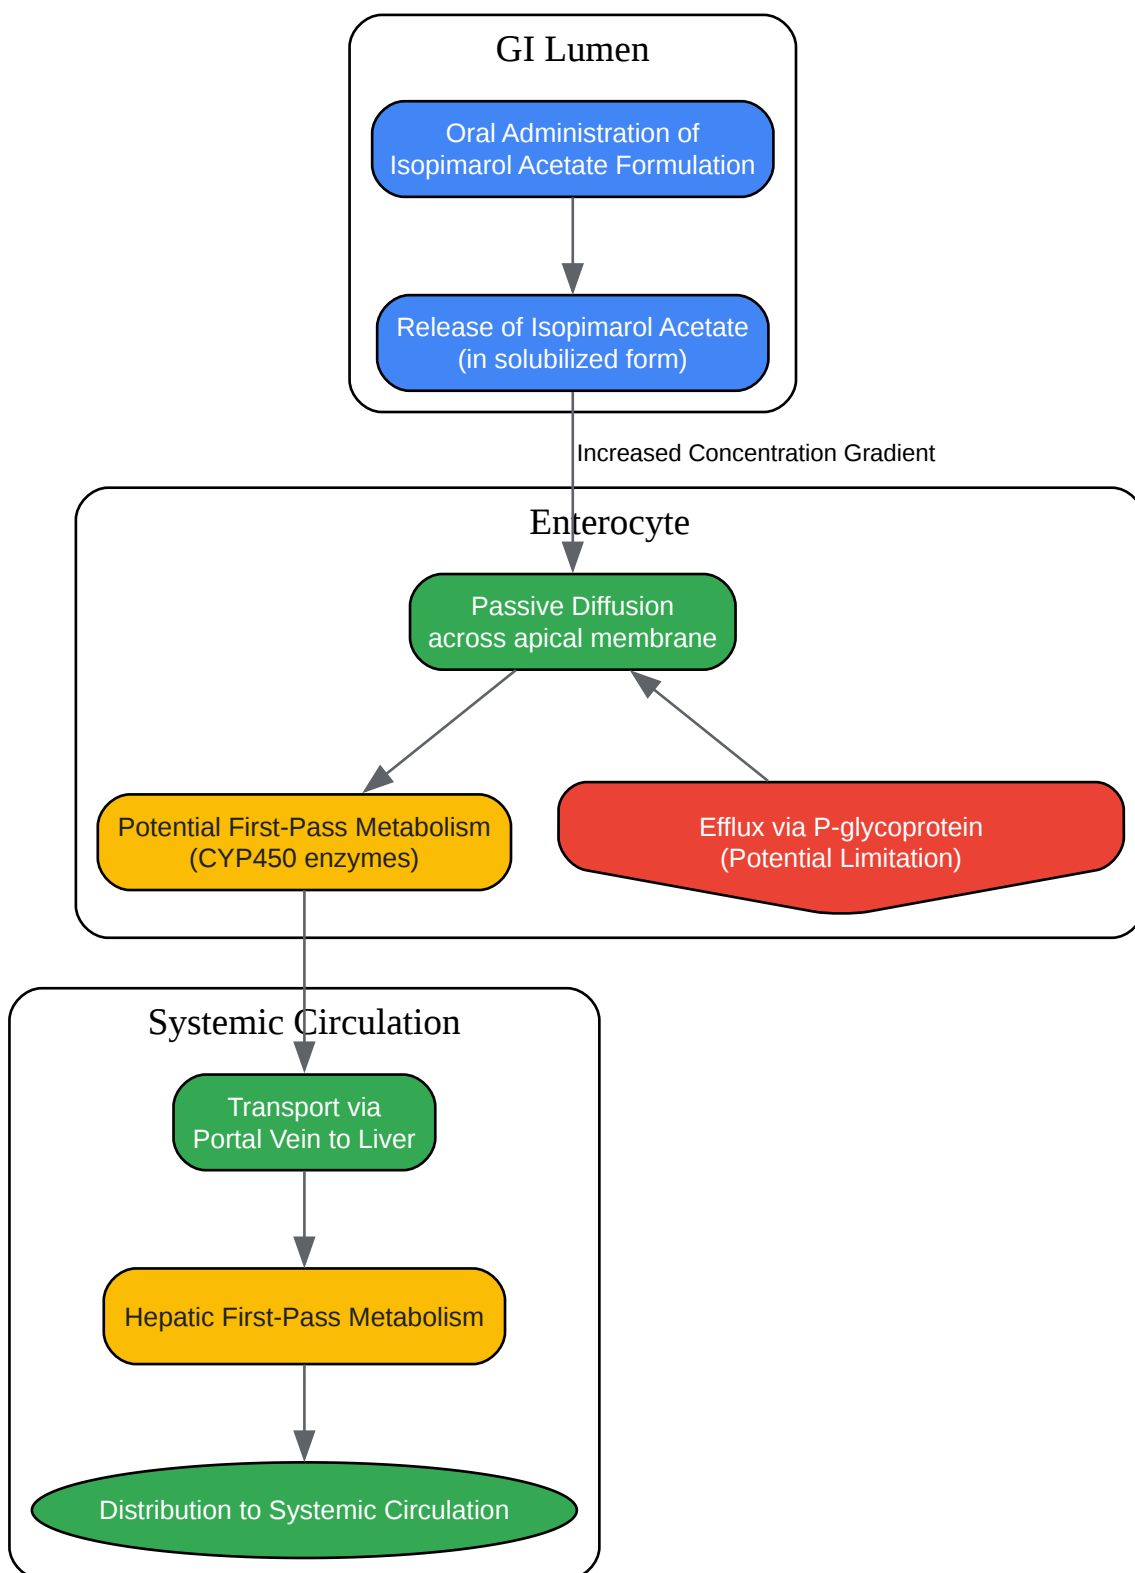 GI Lumen
Oral Administration of
Isopimarol Acetate Formulation
Release of Isopimarol Acetate
(in solubilized form)
Increased Concentration Gradient
Enterocyte
Passive Diffusion
across apical membrane
Potential First-Pass Metabolism
(CYP450 enzymes)
Efflux via P-glycoprotein
(Potential Limitation)
Systemic Circulation
Transport via
Portal Vein to Liver
Hepatic First-Pass Metabolism
Distribution to Systemic Circulation